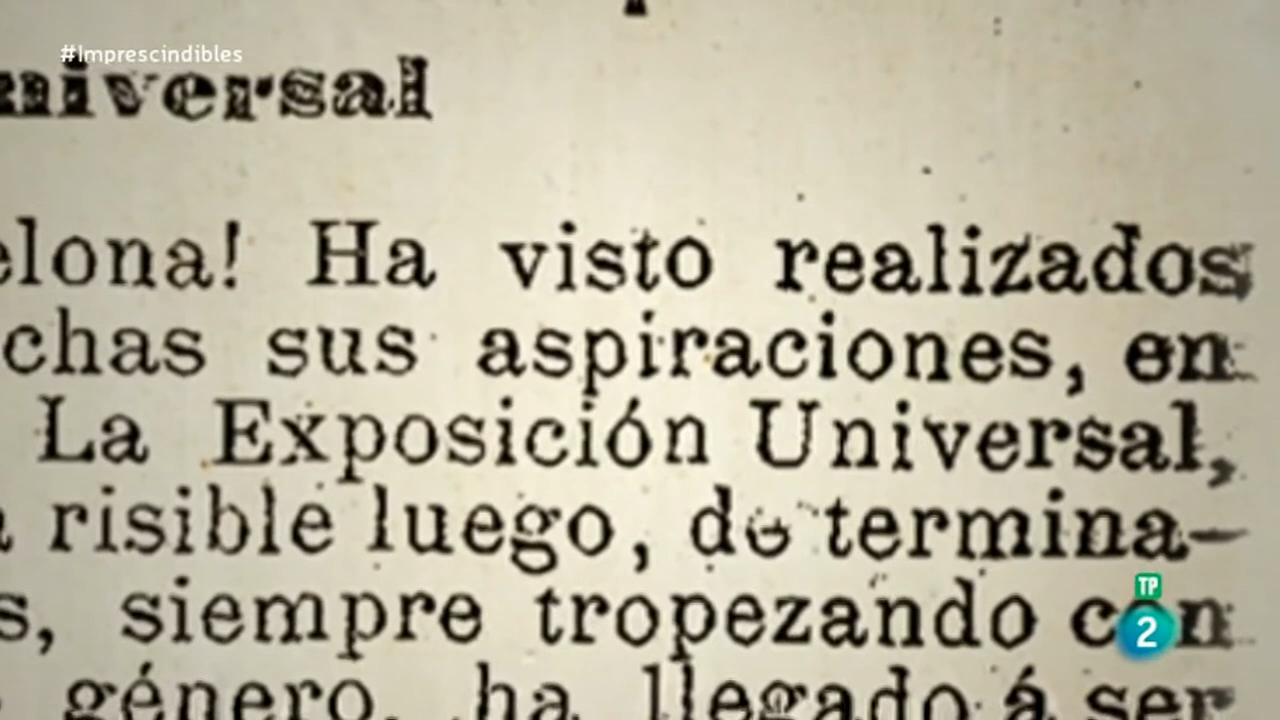 #Imprescindibles
niversal
elona! Ha visto realizados
chas sus aspiraciones, en
La Exposición Universal,
risible luego, determina-
s, siempre tropezando con
género, ha llegado á ser
TP
2